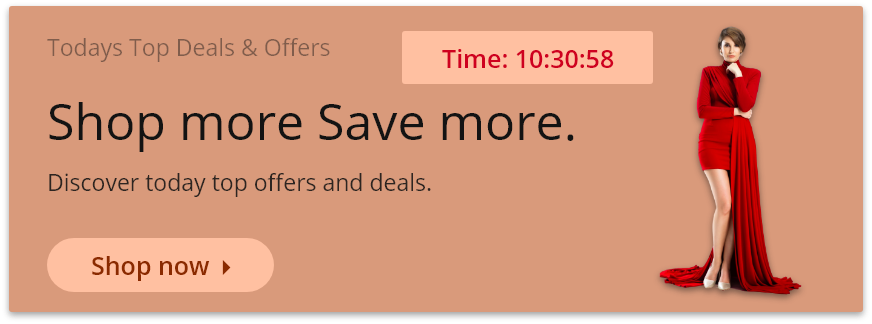 Todays Top Deals & Offers
Time: 10:30:58
Shop more Save more.
Discover today top offers and deals.
Shop now